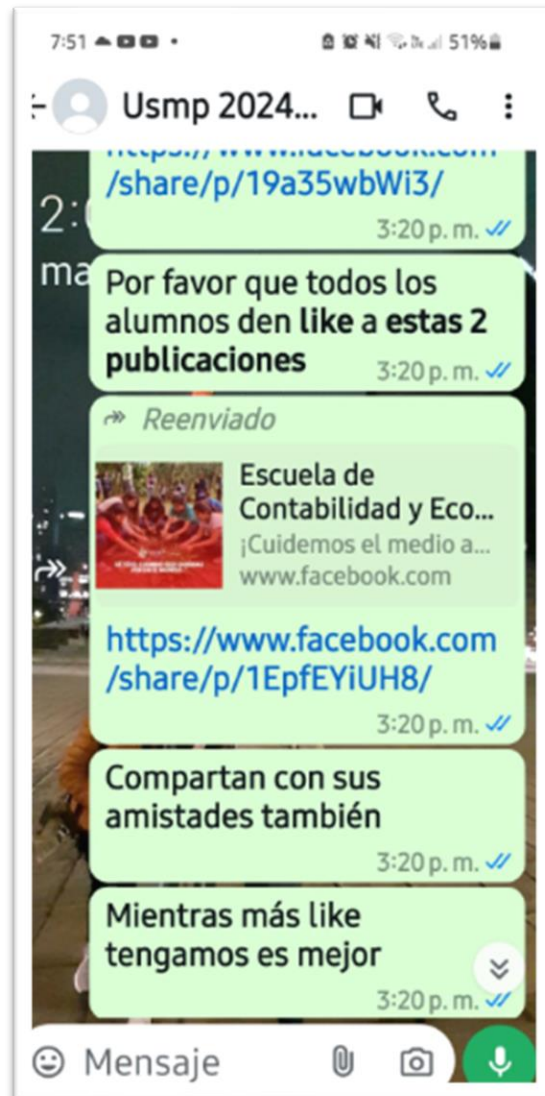 7:51
51%
Usmp 2024...
/share/p/19a35wbWi3/
3:20 p. m.
Por favor que todos los
alumnos den like a estas 2
publicaciones
3:20 p. m.
Reenviado
Escuela de
Contabilidad y Eco...
¡Cuidemos el medio a...
www.facebook.com
https://www.facebook.com
/share/p/1EpfEYiUH8/
3:20 p. m.
Compartan con sus
amistades también
3:20 p. m.
Mientras más like
tengamos es mejor
3:20 p. m.
Mensaje